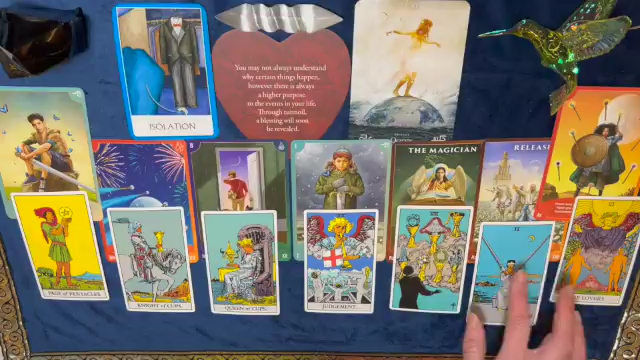 ISOLATION
You may not always understand
why certain things happen,
however there is always
a higher purpose
to the events in your life.
Through turmoil,
a blessing will soon
be revealed.
THE MAGICIAN
RELEAS
PAGE of PENTACLES
KNIGHT of CUPS
QUEEN of CUPS
JUDGEMENT
II
LOVERS